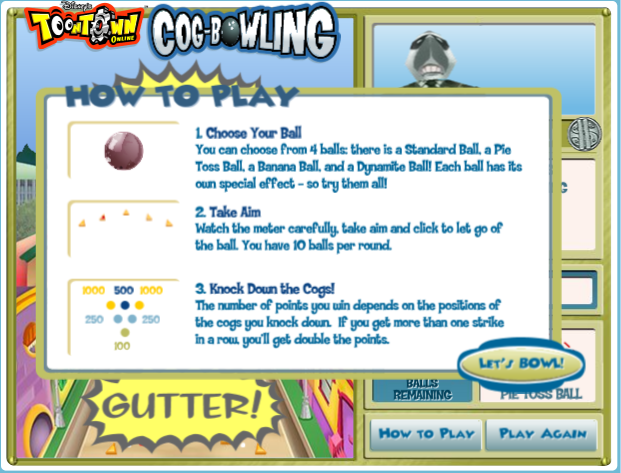 Disney's
TOONTOWN
ONLINE
COG-BOWLING
HOW TO PLAY
1. Choose Your Ball
You can choose from 4 balls: there is a Standard Ball, a Pie
Toss Ball, a Banana Ball, and a Dynamite Ball! Each ball has its
own special effect - so try them all!
2. Take Aim
Watch the meter carefully, take aim and click to let go of
the ball. You have 10 balls per round.
3. Knock Down the Cogs!
1000 500 1000
250 250
100
The number of points you win depends on the positions of
the cogs you knock down. If you get more than one strike
in a row, you'll get double the points.
LET'S BOWL!
GUTTER!
BALLS
REMAINING
PIE TOSS BALL
HOW TO PLAY
PLAY AGAIN